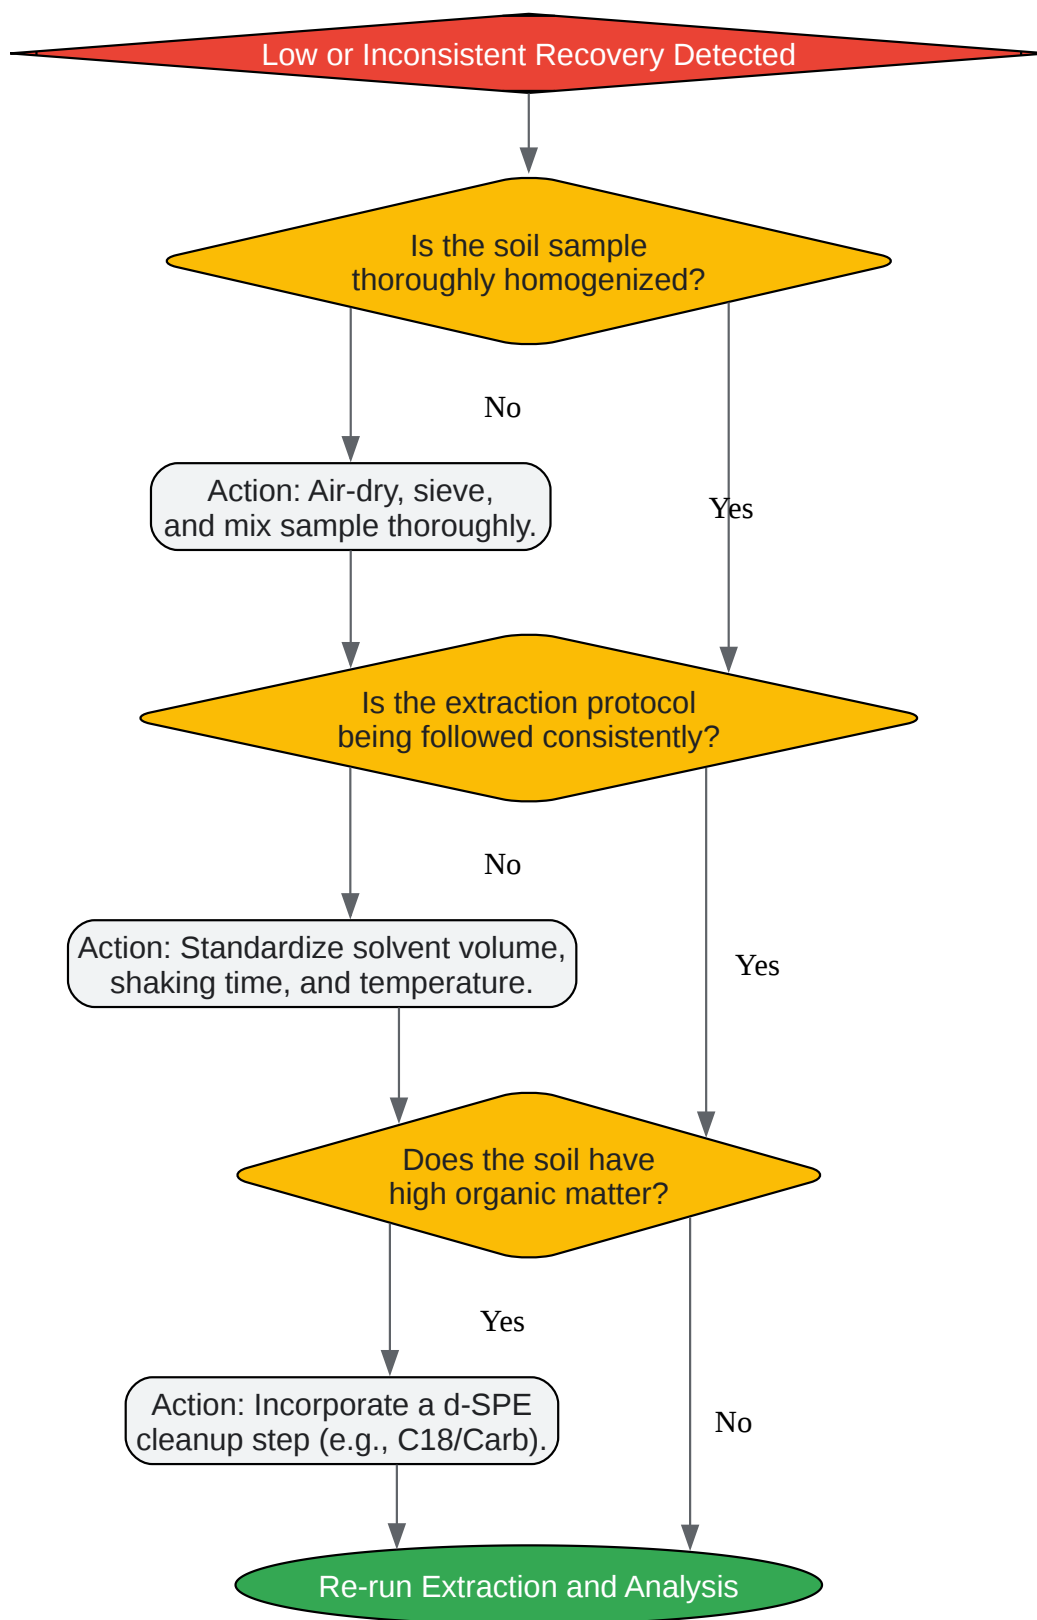 Low or Inconsistent Recovery Detected
Is the soil sample
thoroughly homogenized?
No
Action: Air-dry, sieve,
and mix sample thoroughly.
Yes
Is the extraction protocol
being followed consistently?
No
Action: Standardize solvent volume,
shaking time, and temperature.
Yes
Does the soil have
high organic matter?
Yes
Action: Incorporate a d-SPE
cleanup step (e.g., C18/Carb).
No
Re-run Extraction and Analysis